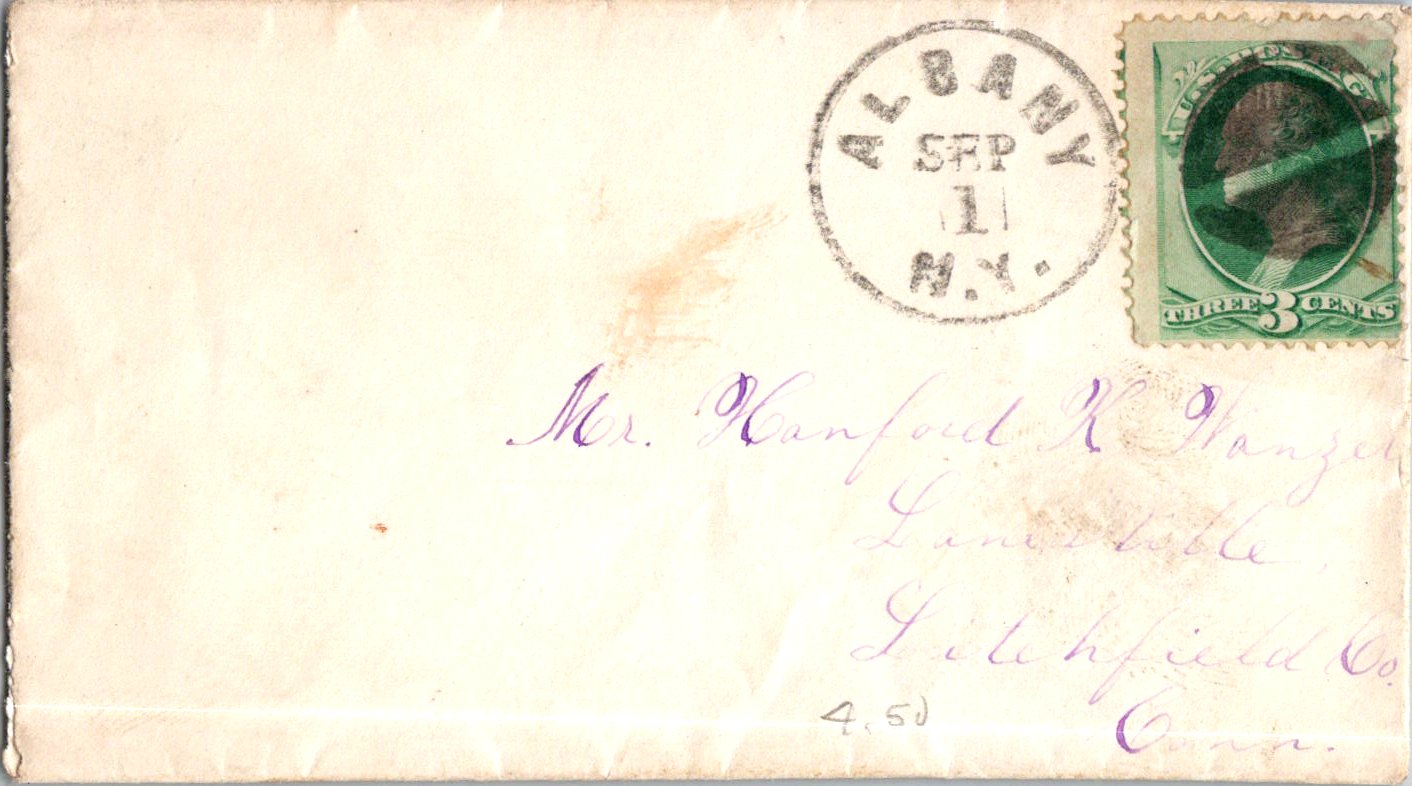 ALBANY
SEP
1
N.Y.
U.S. POSTAGE
THREE 3 CENTS
Mr. Hanford K Wanzer
Lanesville,
Litchfield Co.
Conn.
4.50